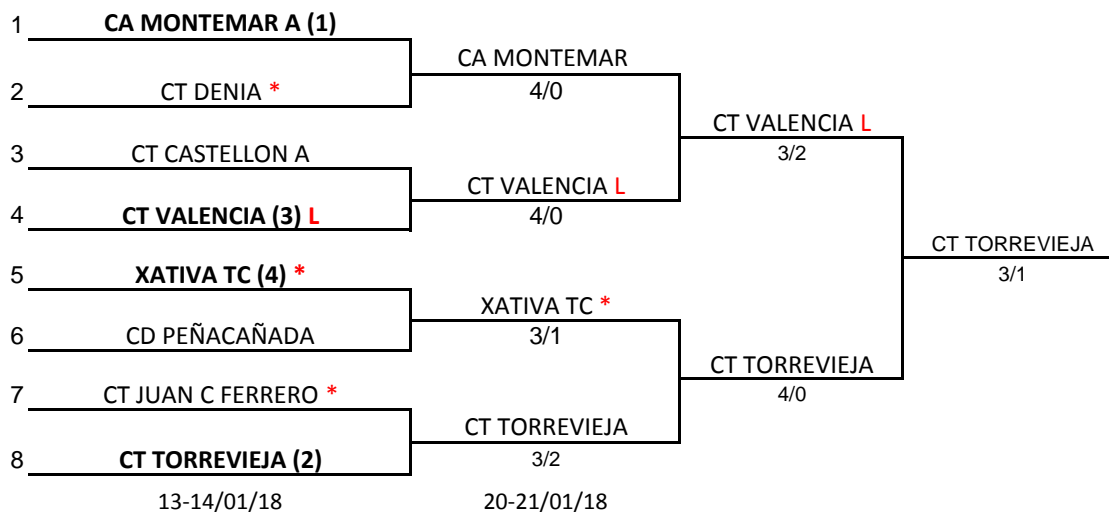 1 CA MONTEMAR A (1)
CA MONTEMAR
4/0
2 CT DENIA *
CT VALENCIA L
3/2
3 CT CASTELLON A
CT VALENCIA L
4/0
4 CT VALENCIA (3) L
CT TORREVIEJA
3/1
5 XATIVA TC (4) *
XATIVA TC *
3/1
6 CD PEÑACAÑADA
CT TORREVIEJA
4/0
7 CT JUAN C FERRERO *
CT TORREVIEJA
3/2
8 CT TORREVIEJA (2)
13-14/01/18 20-21/01/18